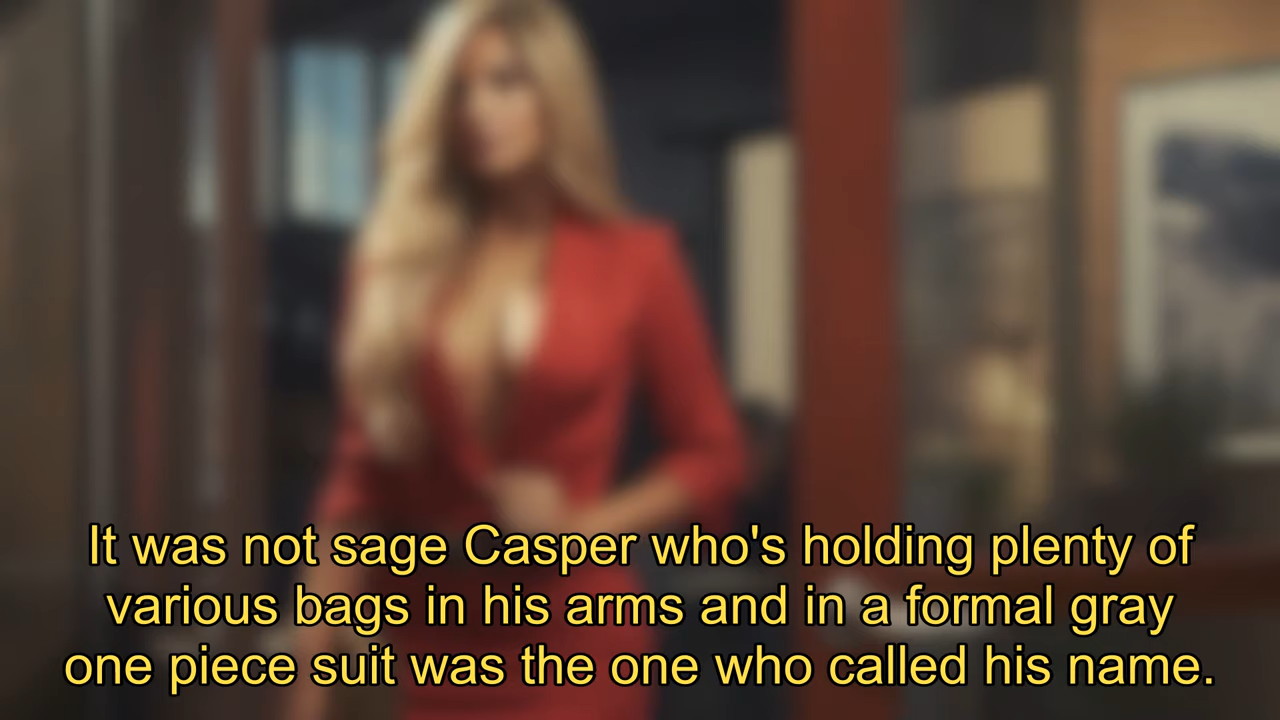 It was not sage Casper who's holding plenty of
various bags in his arms and in a formal gray
one piece suit was the one who called his name.